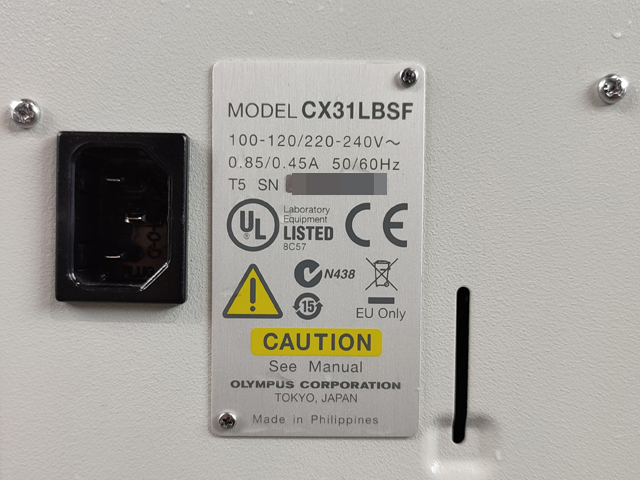 MODEL CX31LBSF
100-120/220-240V~
0.85/0.45A 50/60Hz
T5 SN
UL
®
Laboratory
Equipment
LISTED
8C57
CE
N438
15
EU Only
CAUTION
See Manual
OLYMPUS CORPORATION
TOKYO, JAPAN
Made in Philippines